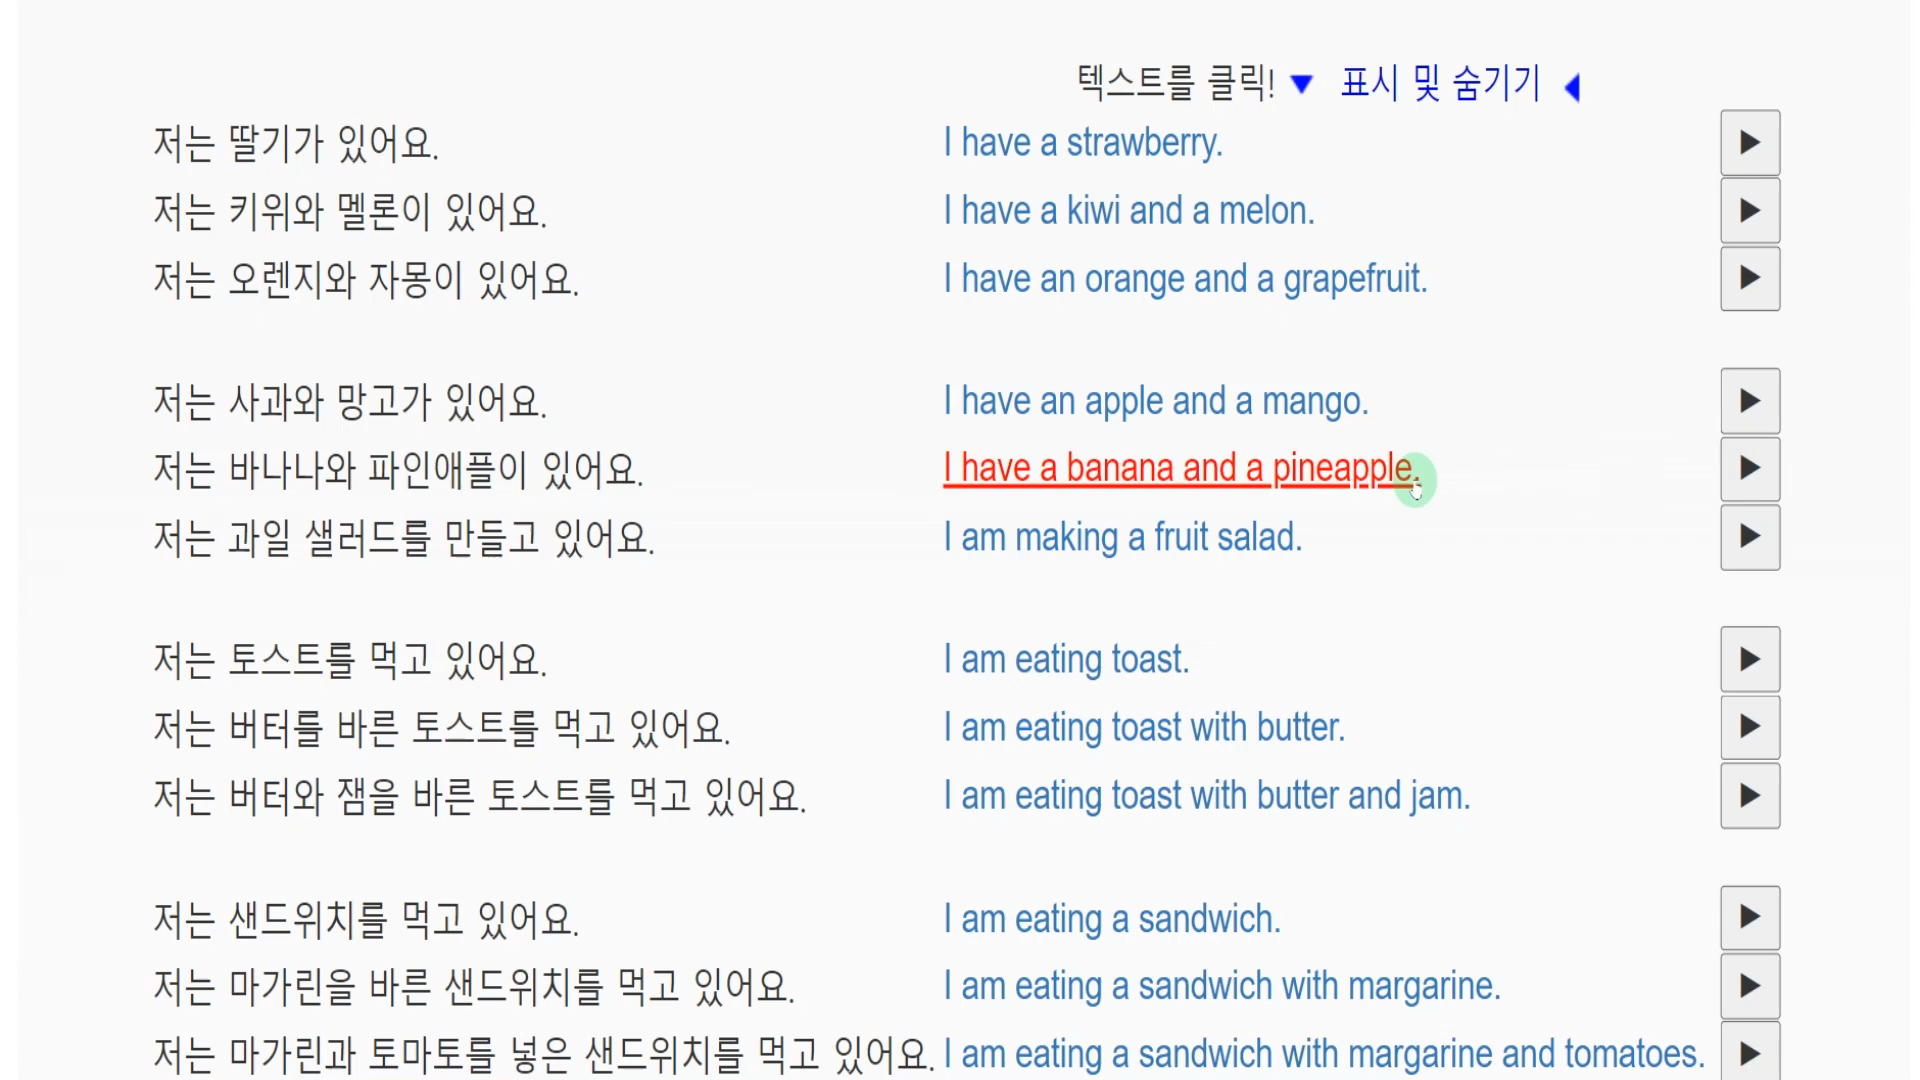 텍스트를 클릭! ▼ 표시 및 숨기기 ◀
저는 딸기가 있어요. I have a strawberry. ▶
저는 키위와 멜론이 있어요. I have a kiwi and a melon. ▶
저는 오렌지와 자몽이 있어요. I have an orange and a grapefruit. ▶
저는 사과와 망고가 있어요. I have an apple and a mango. ▶
저는 바나나와 파인애플이 있어요. I have a banana and a pineapple. ▶
저는 과일 샐러드를 만들고 있어요. I am making a fruit salad. ▶
저는 토스트를 먹고 있어요. I am eating toast. ▶
저는 버터를 바른 토스트를 먹고 있어요. I am eating toast with butter. ▶
저는 버터와 잼을 바른 토스트를 먹고 있어요. I am eating toast with butter and jam. ▶
저는 샌드위치를 먹고 있어요. I am eating a sandwich. ▶
저는 마가린을 바른 샌드위치를 먹고 있어요. I am eating a sandwich with margarine. ▶
저는 마가린과 토마토를 넣은 샌드위치를 먹고 있어요. I am eating a sandwich with margarine and tomatoes. ▶